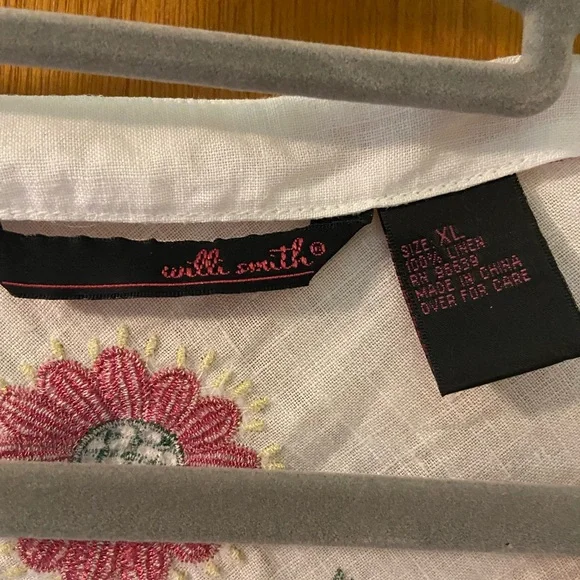 willi smith®
SIZE: XL
100% LINEN
RN 96639
MADE IN CHINA
OVER FOR CARE